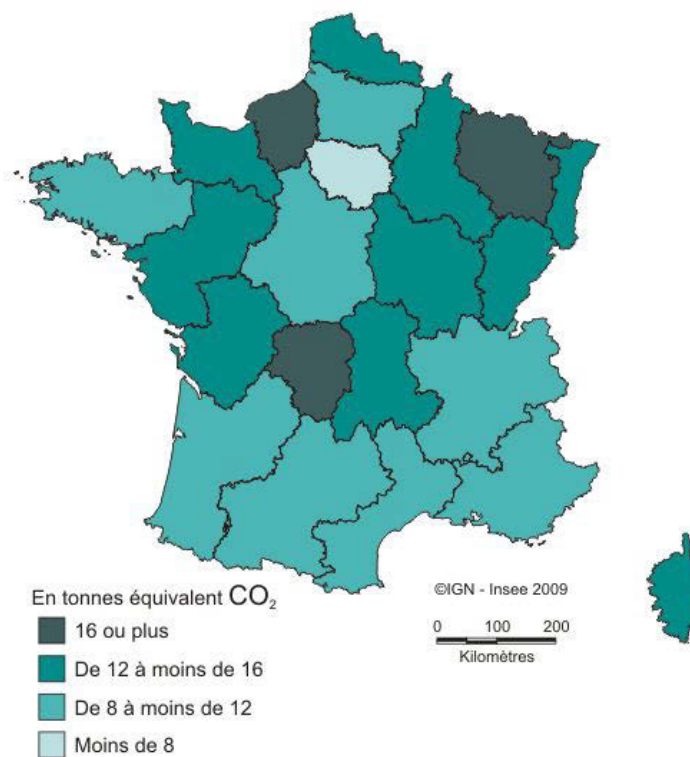 ©IGN - Insee 2009
0 100 200
Kilomètres
En tonnes équivalent CO₂
16 ou plus
De 12 à moins de 16
De 8 à moins de 12
Moins de 8